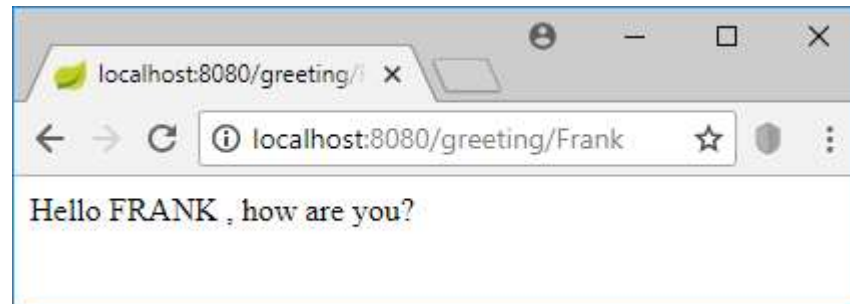 localhost:8080/greeting/
localhost:8080/greeting/Frank
Hello FRANK , how are you?